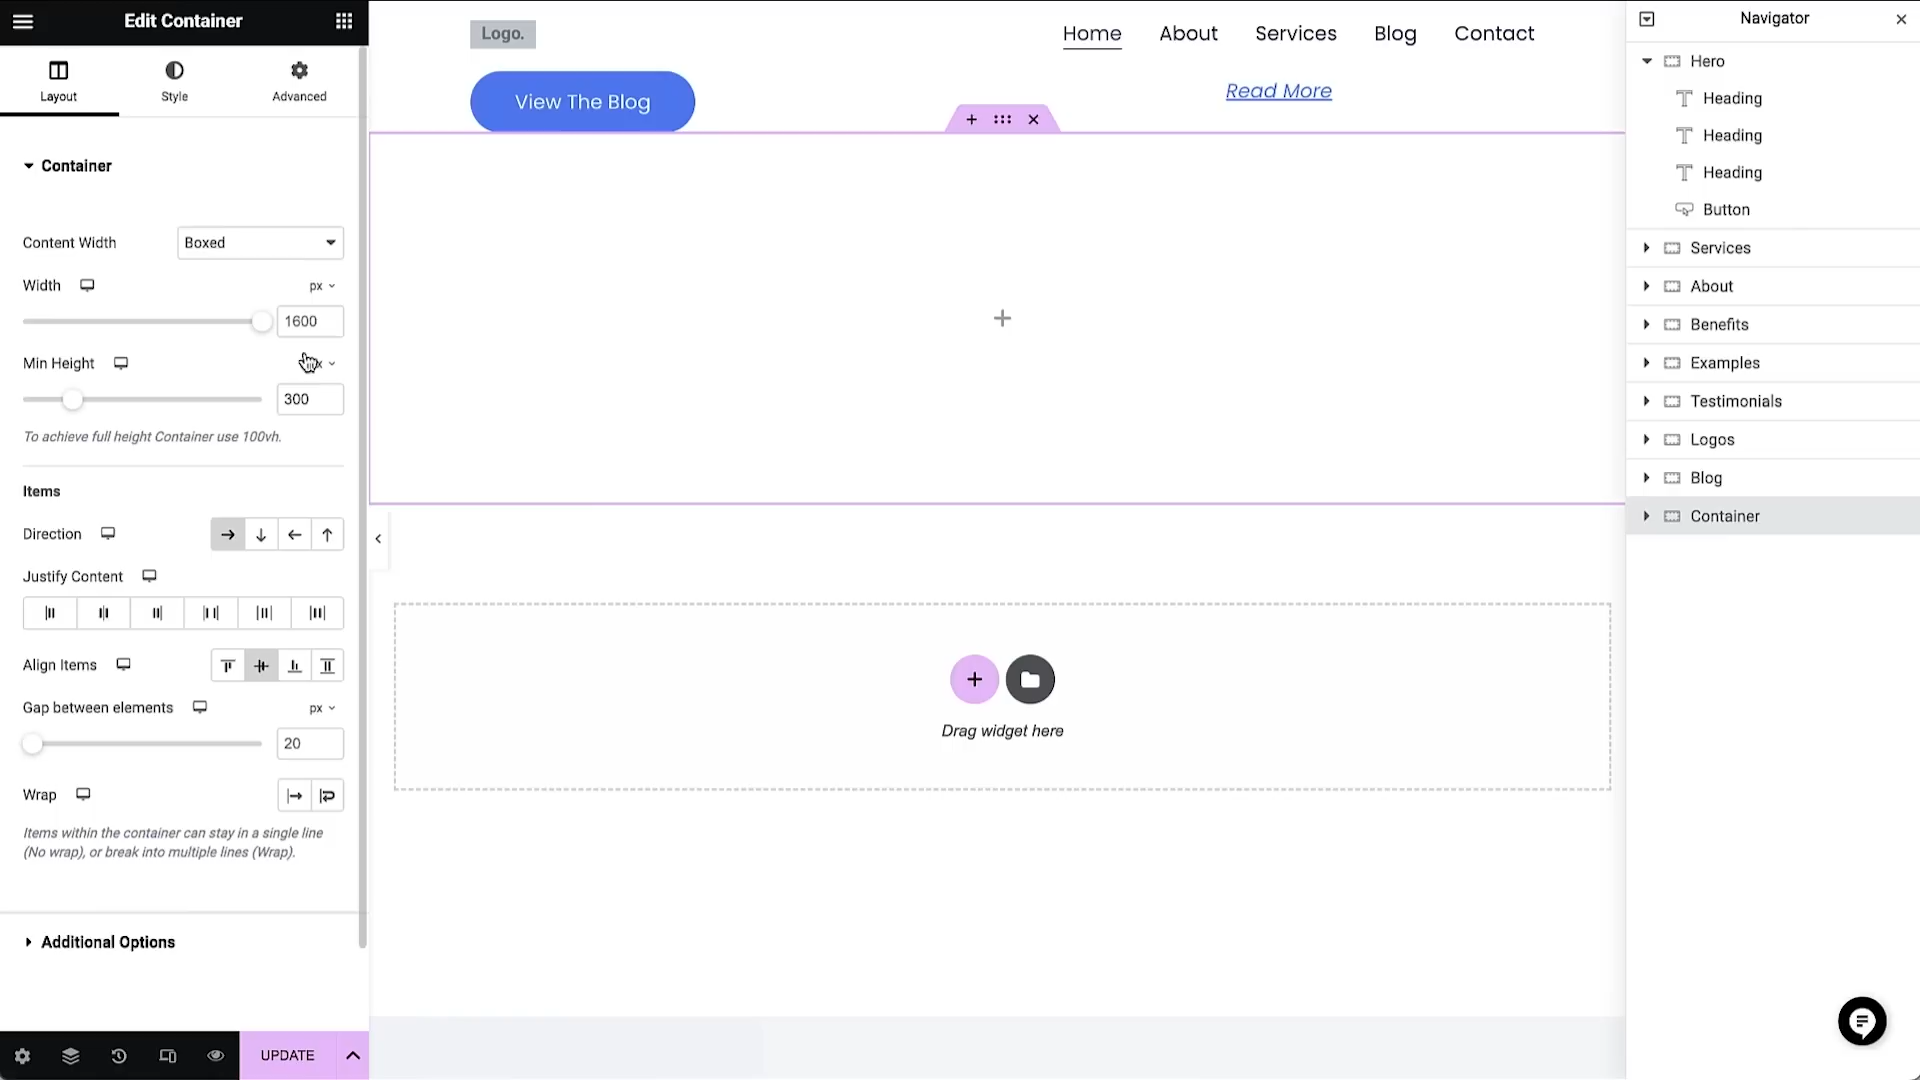 Edit Container
Layout
Style
Advanced
Container
Content Width
Boxed
Width
px
1600
Min Height
300
To achieve full height Container use 100vh.
Items
Direction
Justify Content
Align Items
Gap between elements
px
20
Wrap
Items within the container can stay in a single line
(No wrap), or break into multiple lines (Wrap).
Additional Options
UPDATE
Logo.
Home
About
Services
Blog
Contact
View The Blog
Read More
Drag widget here
Navigator
Hero
Heading
Heading
Heading
Button
Services
About
Benefits
Examples
Testimonials
Logos
Blog
Container